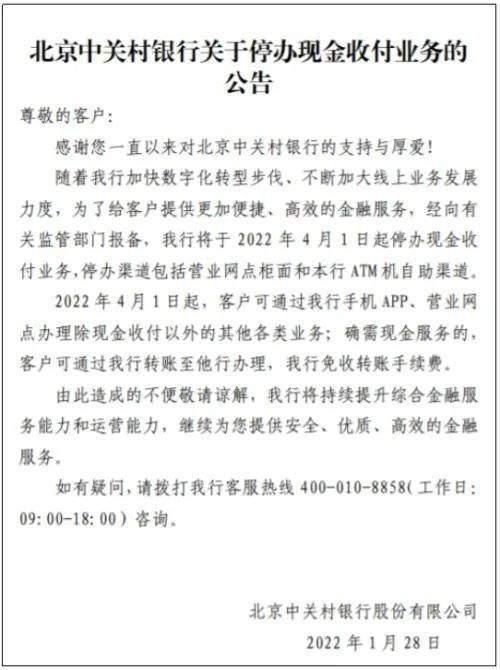 北京中关村银行关于停办现金收付业务的
公告
尊敬的客户：
感谢您一直以来对北京中关村银行的支持与厚爱！
随着我行加快数字化转型步伐、不断加大线上业务发展
力度，为了给客户提供更加便捷、高效的金融服务，经向有
关监管部门报备，我行将于 2022 年 4 月 1 日起停办现金收
付业务，停办渠道包括营业网点柜面和本行 ATM 机自助渠道。
2022 年 4 月 1 日起，客户可通过我行手机 APP、营业网
点办理除现金收付以外的其他各类业务；确需现金服务的，
客户可通过我行转账至他行办理，我行免收转账手续费。
由此造成的不便敬请谅解，我行将持续提升综合金融服
务能力和运营能力，继续为您提供安全、优质、高效的金融
服务。
如有疑问，请拨打我行客服热线 400-010-8858（工作日：
09：00-18：00）咨询。
北京中关村银行股份有限公司
2022 年 1 月 28 日